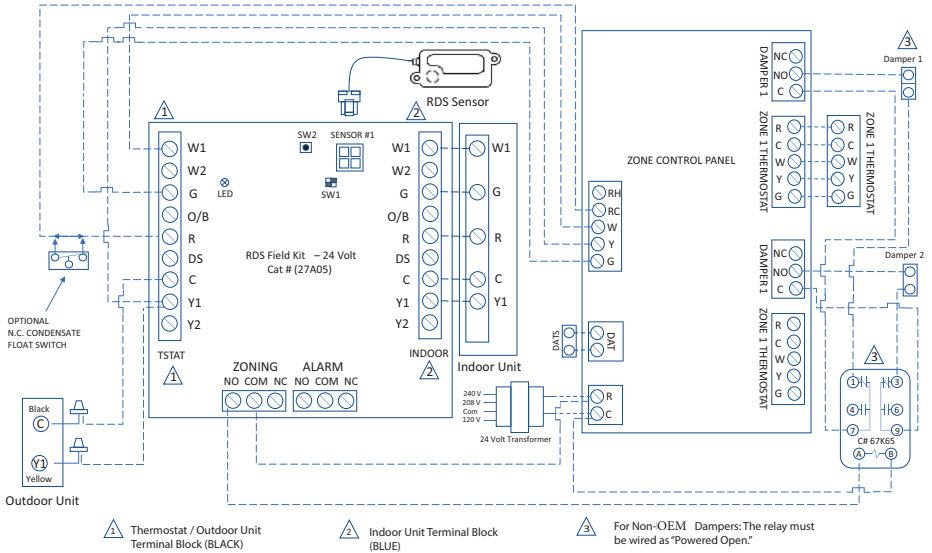 3
Damper 1
RDS Sensor
1
2
SW2
SENSOR #1
LED
SW1
W1
W2
G
O/B
R
DS
C
Y1
Y2
TSTAT
1
RDS Field Kit – 24 Volt
Cat # (27A05)
W1
W2
G
O/B
R
DS
C
Y1
Y2
INDOOR
2
W1
G
R
C
Y1
Indoor Unit
ZONING
NO COM NC
ALARM
NO COM NC
OPTIONAL
N.C. CONDENSATE
FLOAT SWITCH
Black
C
Y1
Yellow
Outdoor Unit
ZONE CONTROL PANEL
RH
RC
W
Y
G
DATS
DAT
R
C
240 V
208 V
Com
120 V
24 Volt Transformer
DAMPER 1
NC
NO
C
ZONE 1 THERMOSTAT
R
C
W
Y
G
R
C
W
Y
G
ZONE 1 THERMOSTAT
DAMPER 1
NC
NO
C
Damper 2
ZONE 1 THERMOSTAT
R
C
W
Y
G
3
1
3
4
6
7
9
C# 67K65
A
B
1
Thermostat / Outdoor Unit
Terminal Block (BLACK)
2
Indoor Unit Terminal Block
(BLUE)
3
For Non-OEM Dampers: The relay must
be wired as "Powered Open."